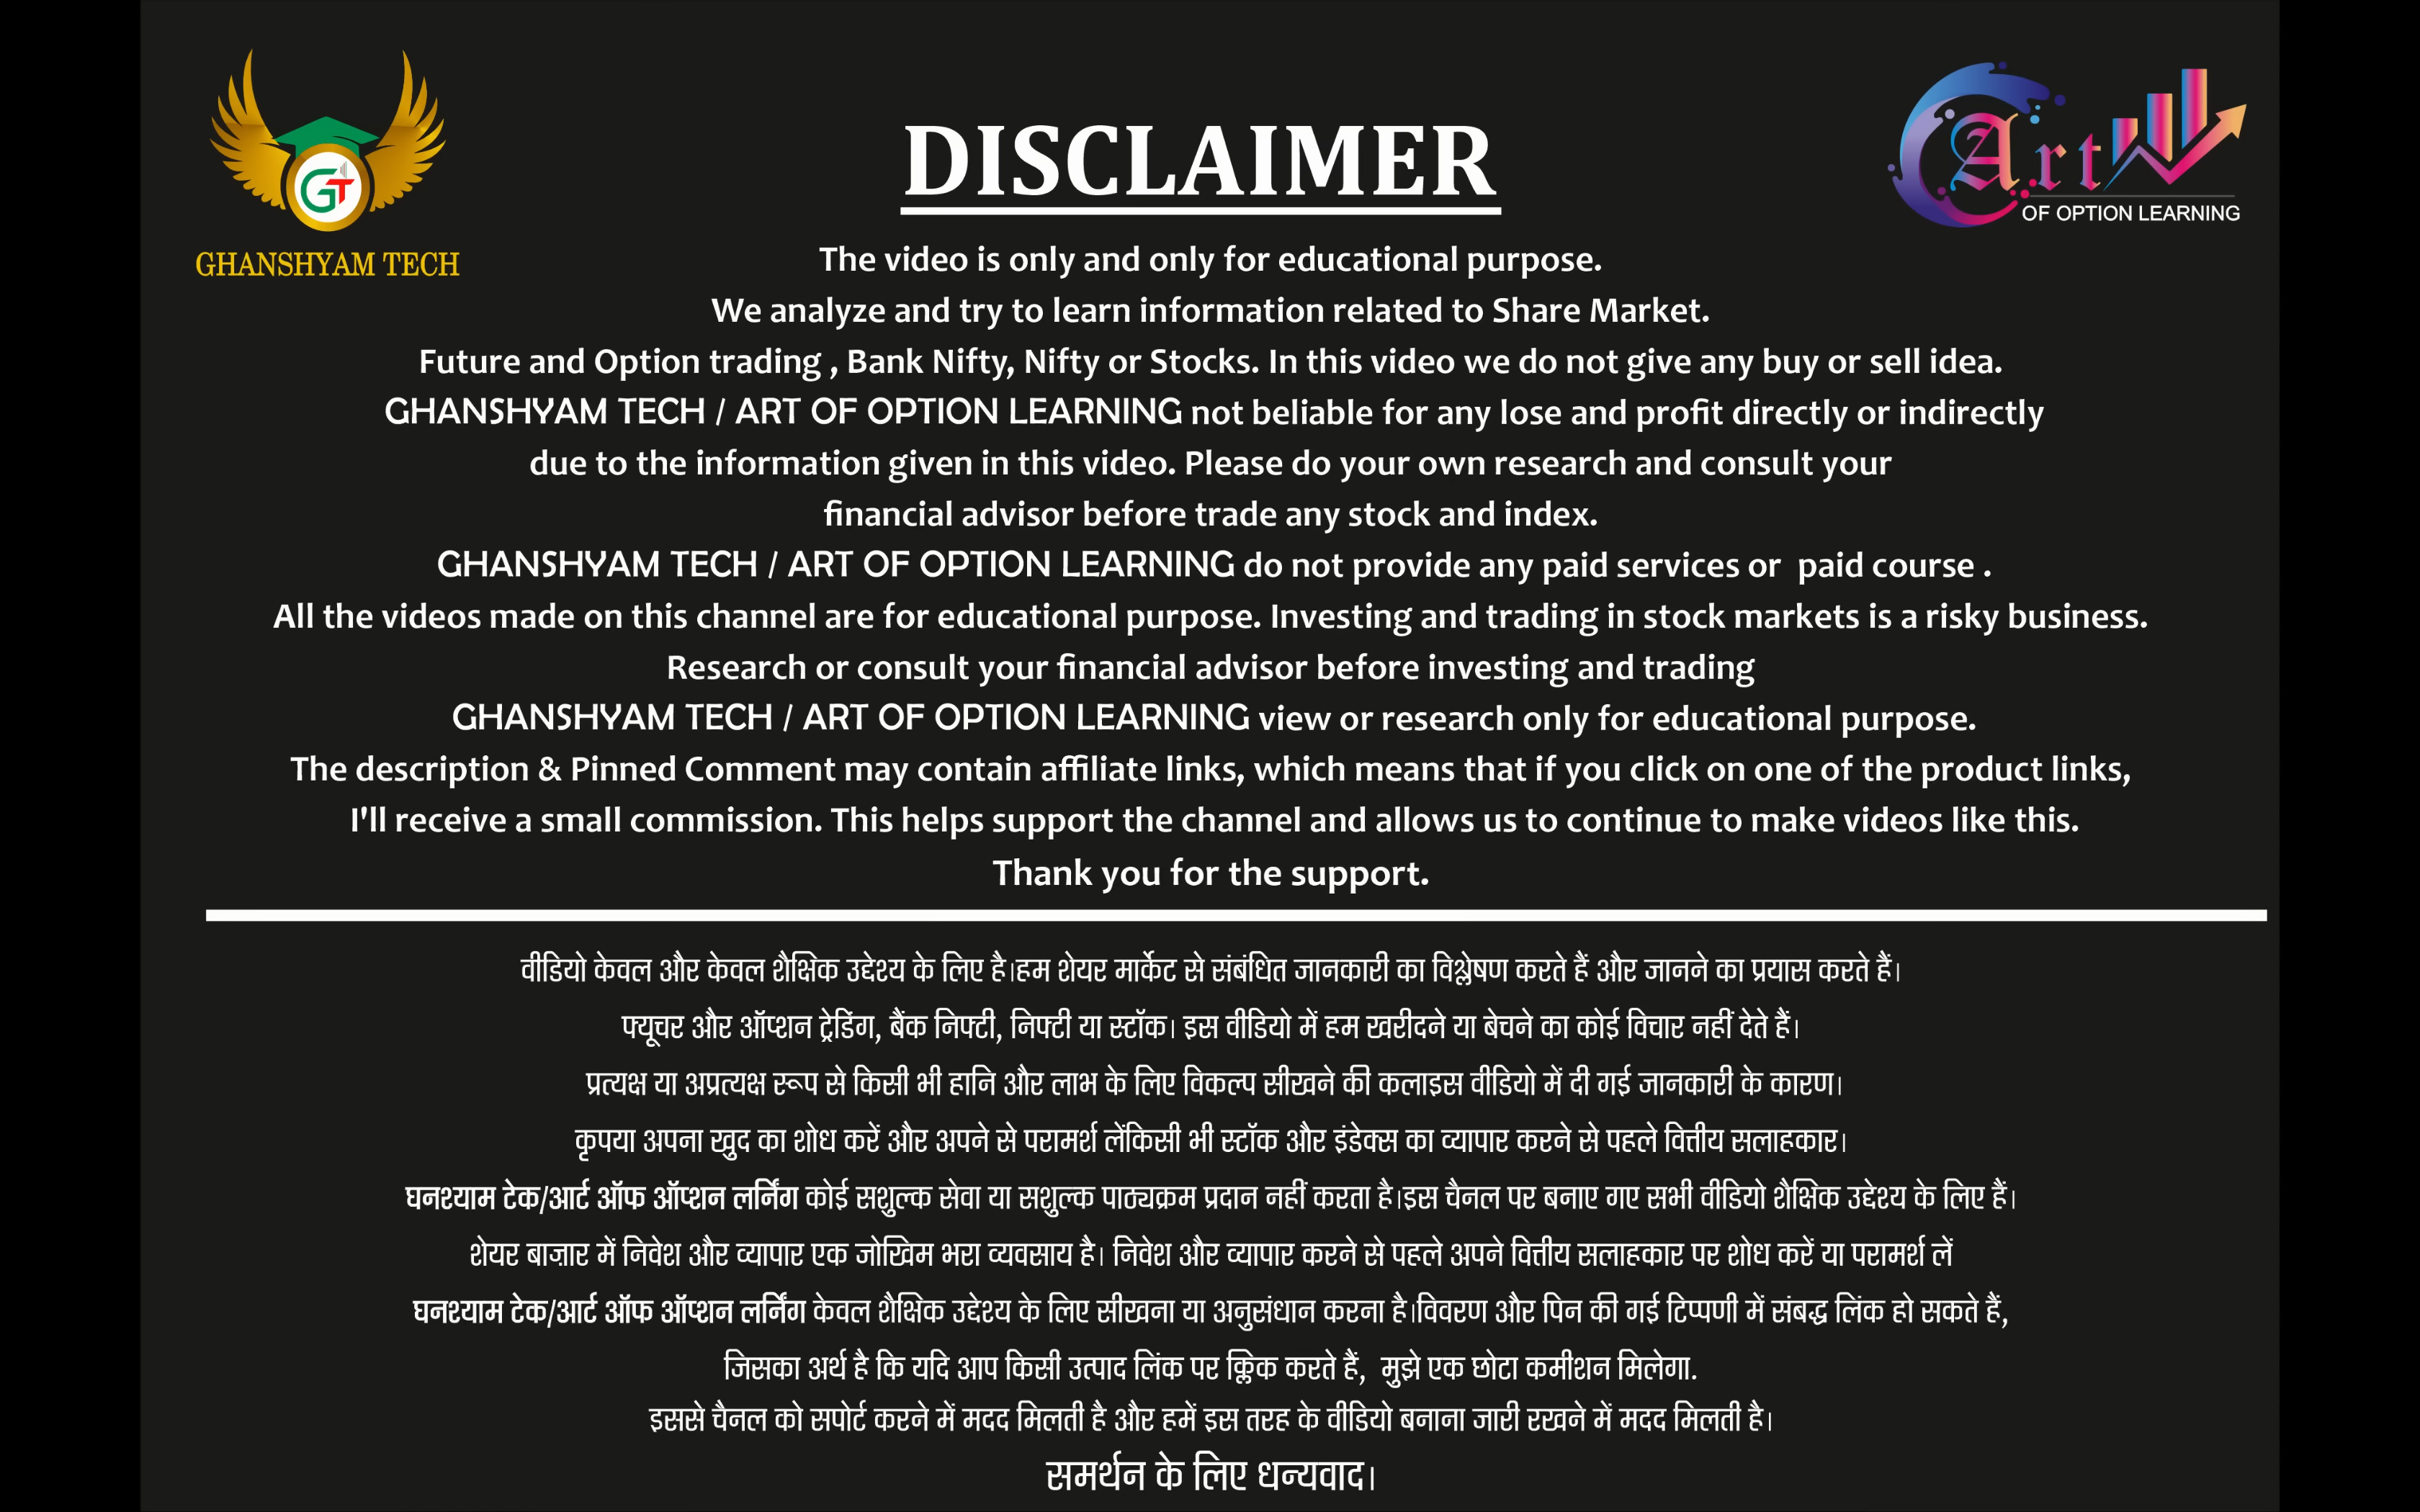 GT
GHANSHYAM TECH
DISCLAIMER
Art
OF OPTION LEARNING
The video is only and only for educational purpose.
We analyze and try to learn information related to Share Market.
Future and Option trading , Bank Nifty, Nifty or Stocks. In this video we do not give any buy or sell idea.
GHANSHYAM TECH / ART OF OPTION LEARNING not beliable for any lose and profit directly or indirectly
due to the information given in this video. Please do your own research and consult your
financial advisor before trade any stock and index.
GHANSHYAM TECH / ART OF OPTION LEARNING do not provide any paid services or  paid course .
All the videos made on this channel are for educational purpose. Investing and trading in stock markets is a risky business.
Research or consult your financial advisor before investing and trading
GHANSHYAM TECH / ART OF OPTION LEARNING view or research only for educational purpose.
The description & Pinned Comment may contain affiliate links, which means that if you click on one of the product links,
I'll receive a small commission. This helps support the channel and allows us to continue to make videos like this.
Thank you for the support.
वीडियो केवल और केवल शैक्षिक उद्देश्य के लिए है।हम शेयर मार्केट से संबंधित जानकारी का विश्लेषण करते हैं और जानने का प्रयास करते हैं।
फ्यूचर और ऑप्शन ट्रेडिंग, बैंक निफ्टी, निफ्टी या स्टॉक। इस वीडियो में हम खरीदने या बेचने का कोई विचार नहीं देते हैं।
प्रत्यक्ष या अप्रत्यक्ष रूप से किसी भी हानि और लाभ के लिए विकल्प सीखने की कलाइस वीडियो में दी गई जानकारी के कारण।
कृपया अपना खुद का शोध करें और अपने से परामर्श लेंकिसी भी स्टॉक और इंडेक्स का व्यापार करने से पहले वित्तीय सलाहकार।
घनश्याम टेक/आर्ट ऑफ ऑप्शन लर्निंग कोई सशुल्क सेवा या सशुल्क पाठ्यक्रम प्रदान नहीं करता है।इस चैनल पर बनाए गए सभी वीडियो शैक्षिक उद्देश्य के लिए हैं।
शेयर बाज़ार में निवेश और व्यापार एक जोखिम भरा व्यवसाय है। निवेश और व्यापार करने से पहले अपने वित्तीय सलाहकार पर शोध करें या परामर्श लें
घनश्याम टेक/आर्ट ऑफ ऑप्शन लर्निंग केवल शैक्षिक उद्देश्य के लिए सीखना या अनुसंधान करना है।विवरण और पिन की गई टिप्पणी में संबद्ध लिंक हो सकते हैं,
जिसका अर्थ है कि यदि आप किसी उत्पाद लिंक पर क्लिक करते हैं,  मुझे एक छोटा कमीशन मिलेगा.
इससे चैनल को सपोर्ट करने में मदद मिलती है और हमें इस तरह के वीडियो बनाना जारी रखने में मदद मिलती है।
समर्थन के लिए धन्यवाद।